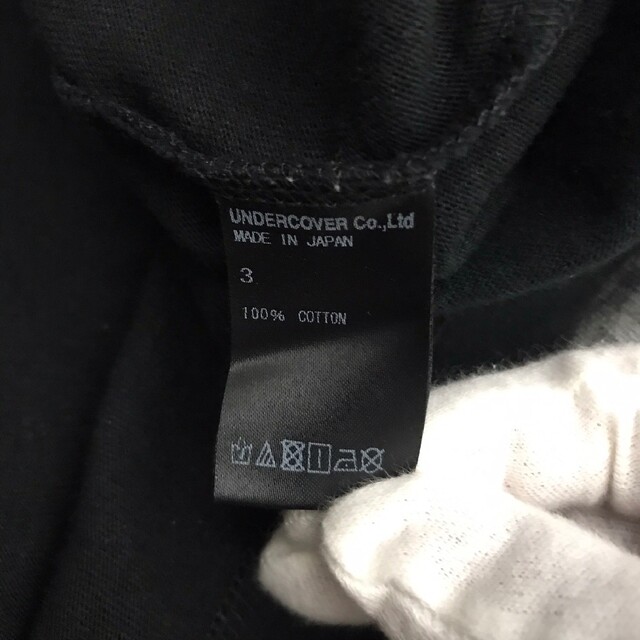 UNDERCOVER Co.,Ltd
MADE IN JAPAN
3
100% COTTON